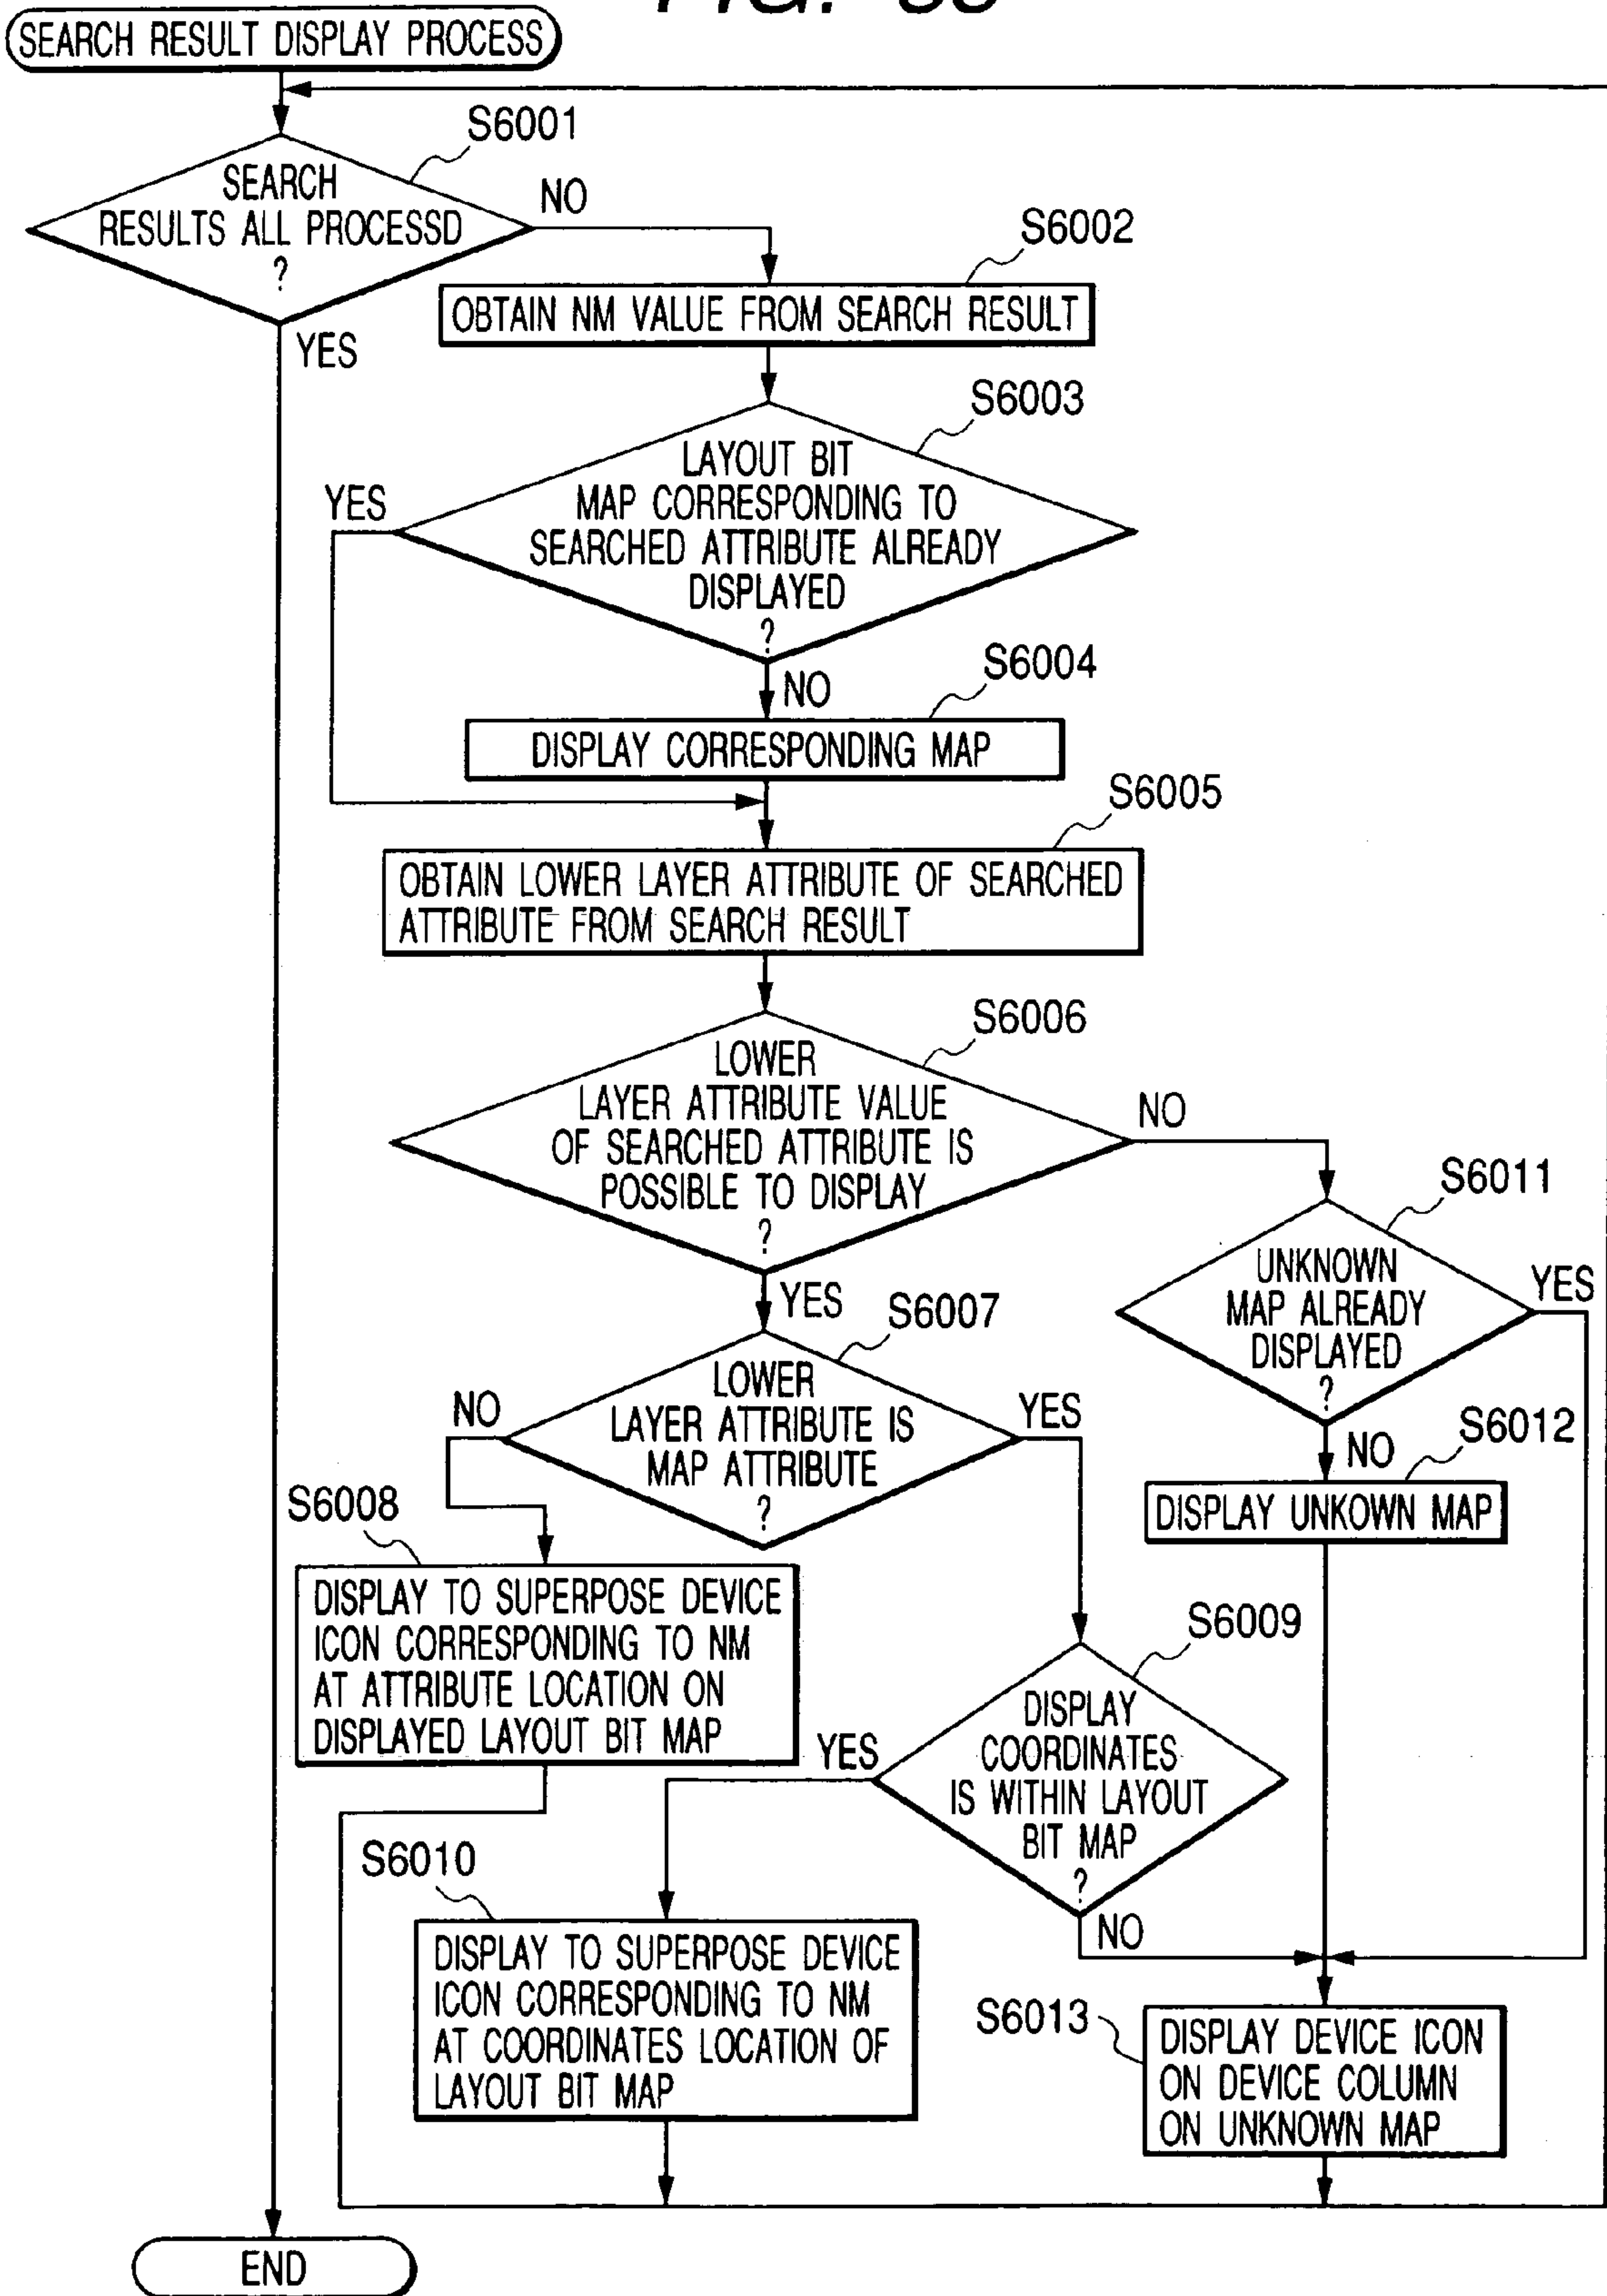 SEARCH RESULT DISPLAY PROCESS
S6001
SEARCH
RESULTS ALL PROCESSD
?
NO
YES
S6002
OBTAIN NM VALUE FROM SEARCH RESULT
S6003
LAYOUT BIT
MAP CORRESPONDING TO
SEARCHED ATTRIBUTE ALREADY
DISPLAYED
?
YES
NO
S6004
DISPLAY CORRESPONDING MAP
S6005
OBTAIN LOWER LAYER ATTRIBUTE OF SEARCHED
ATTRIBUTE FROM SEARCH RESULT
S6006
LOWER
LAYER ATTRIBUTE VALUE
OF SEARCHED ATTRIBUTE IS
POSSIBLE TO DISPLAY
?
NO
YES
S6011
UNKNOWN
MAP ALREADY
DISPLAYED
?
YES
NO
S6012
DISPLAY UNKOWN MAP
S6007
LOWER
LAYER ATTRIBUTE IS
MAP ATTRIBUTE
?
NO
YES
S6008
DISPLAY TO SUPERPOSE DEVICE
ICON CORRESPONDING TO NM
AT ATTRIBUTE LOCATION ON
DISPLAYED LAYOUT BIT MAP
S6009
DISPLAY
COORDINATES
IS WITHIN LAYOUT
BIT MAP
?
YES
NO
S6010
DISPLAY TO SUPERPOSE DEVICE
ICON CORRESPONDING TO NM
AT COORDINATES LOCATION OF
LAYOUT BIT MAP
S6013
DISPLAY DEVICE ICON
ON DEVICE COLUMN
ON UNKNOWN MAP
END